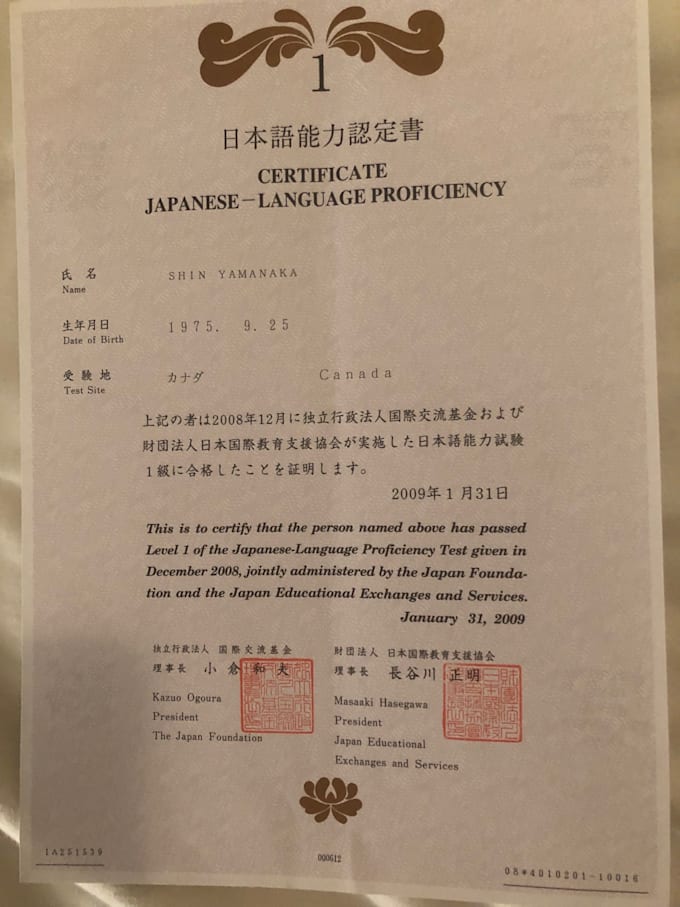 1
日本語能力認定書
CERTIFICATE
JAPANESE－LANGUAGE PROFICIENCY
氏 名 SHIN YAMANAKA
Name
生年月日 1975. 9.25
Date of Birth
受 験 地 カナダ Canada
Test Site
上記の者は2008年12月に独立行政法人国際交流基金および
財団法人日本国際教育支援協会が実施した日本語能力試験
１級に合格したことを証明します。
2009年１月31日
This is to certify that the person named above has passed
Level 1 of the Japanese-Language Proficiency Test given in
December 2008, jointly administered by the Japan Founda-
tion and the Japan Educational Exchanges and Services.
January 31, 2009
独立行政法人 国際交流基金
理事長 小倉和夫
Kazuo Ogoura
President
The Japan Foundation
財団法人 日本国際教育支援協会
理事長 長谷川 正明
Masaaki Hasegawa
President
Japan Educational
Exchanges and Services
1A251539
000612
08*4010201-10016